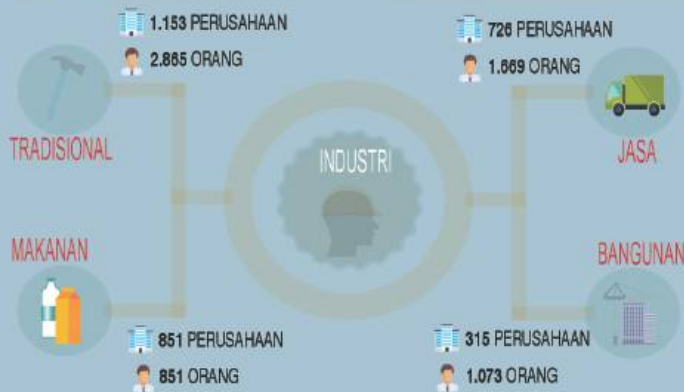 1.153 PERUSAHAAN
2.865 ORANG
TRADISIONAL
726 PERUSAHAAN
1.669 ORANG
JASA
INDUSTRI
MAKANAN
851 PERUSAHAAN
851 ORANG
BANGUNAN
315 PERUSAHAAN
1.073 ORANG